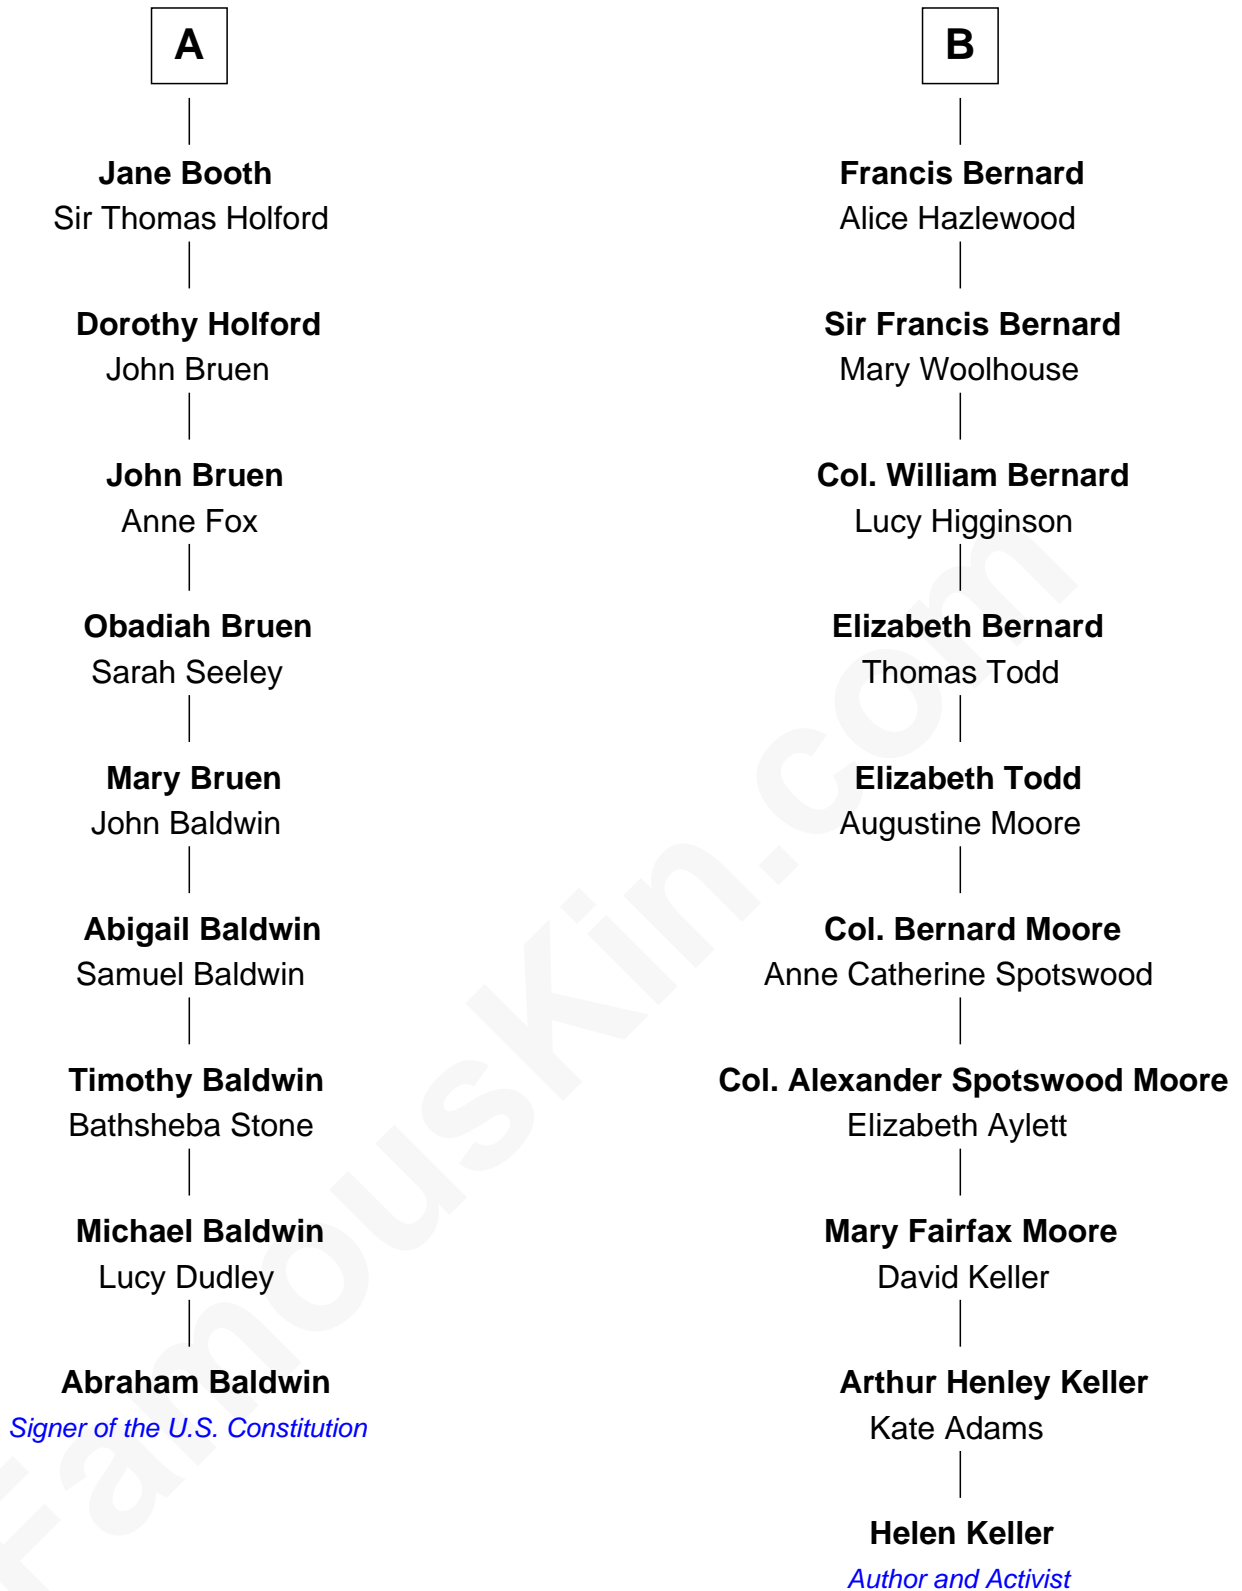 A
Jane Booth
Sir Thomas Holford
Dorothy Holford
John Bruen
John Bruen
Anne Fox
Obadiah Bruen
Sarah Seeley
Mary Bruen
John Baldwin
Abigail Baldwin
Samuel Baldwin
Timothy Baldwin
Bathsheba Stone
Michael Baldwin
Lucy Dudley
Abraham Baldwin
Signer of the U.S. Constitution
B
Francis Bernard
Alice Hazlewood
Sir Francis Bernard
Mary Woolhouse
Col. William Bernard
Lucy Higginson
Elizabeth Bernard
Thomas Todd
Elizabeth Todd
Augustine Moore
Col. Bernard Moore
Anne Catherine Spotswood
Col. Alexander Spotswood Moore
Elizabeth Aylett
Mary Fairfax Moore
David Keller
Arthur Henley Keller
Kate Adams
Helen Keller
Author and Activist
FamousKin.com